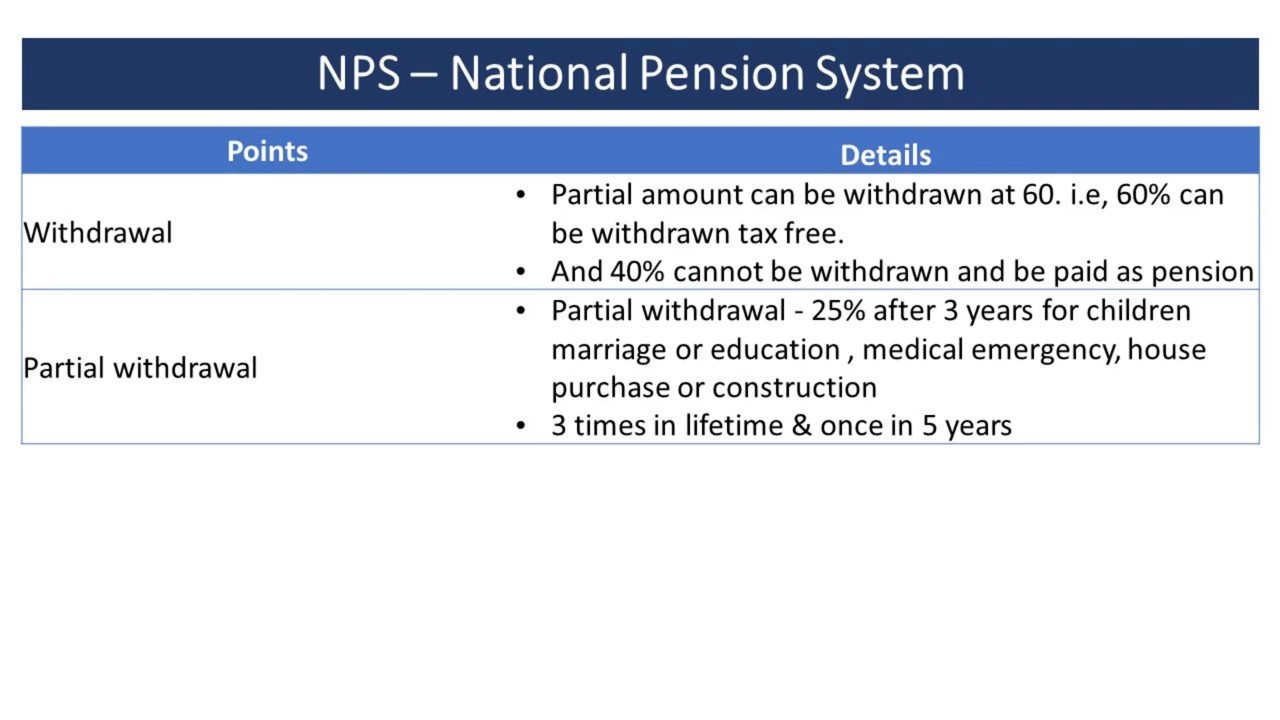 NPS – National Pension System
Points
Details
Withdrawal
• Partial amount can be withdrawn at 60. i.e, 60% can
be withdrawn tax free.
• And 40% cannot be withdrawn and be paid as pension
Partial withdrawal
• Partial withdrawal - 25% after 3 years for children
marriage or education , medical emergency, house
purchase or construction
• 3 times in lifetime & once in 5 years